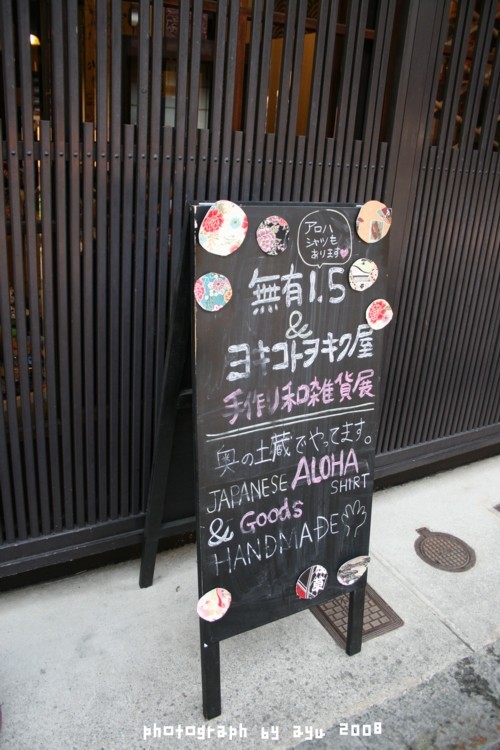 アロハ
シャツも
あります
無有1.5
&
ヨキコトヲキク屋
手作り和雑貨展
奥の土蔵でやってます。
JAPANESE ALOHA
SHIRT
& Goods
HANDMADE
photograph by ayu 2008